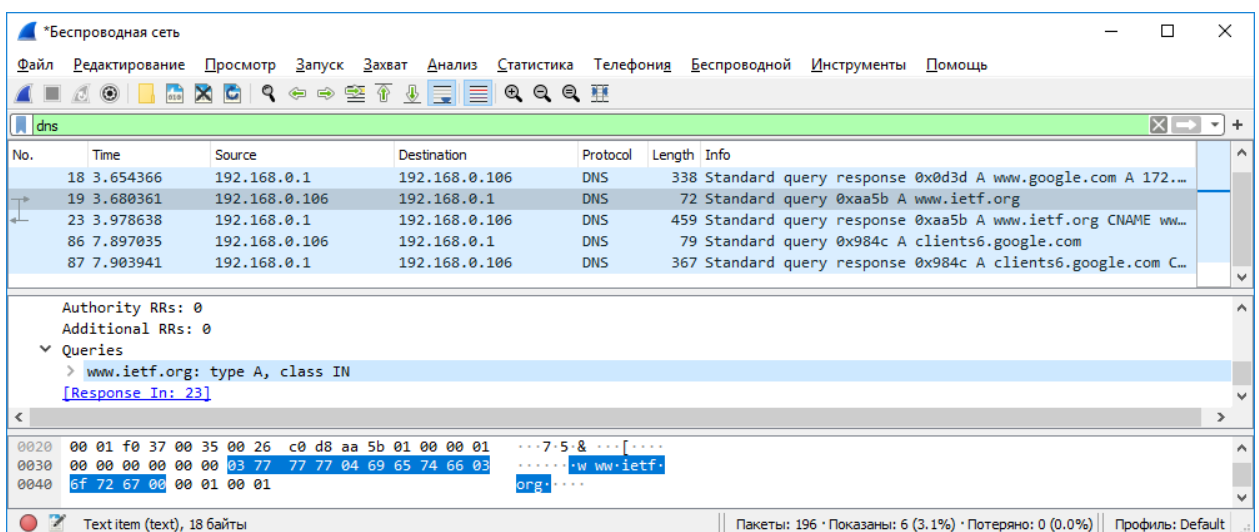 *Беспроводная сеть
Файл Редактирование Просмотр Запуск Захват Анализ Статистика Телефония Беспроводной Инструменты Помощь
dns
+
No. Time Source Destination Protocol Length Info
18 3.654366 192.168.0.1 192.168.0.106 DNS 338 Standard query response 0x0d3d A www.google.com A 172.…
19 3.680361 192.168.0.106 192.168.0.1 DNS 72 Standard query 0xaa5b A www.ietf.org
23 3.978638 192.168.0.1 192.168.0.106 DNS 459 Standard query response 0xaa5b A www.ietf.org CNAME ww…
86 7.897035 192.168.0.106 192.168.0.1 DNS 79 Standard query 0x984c A clients6.google.com
87 7.903941 192.168.0.1 192.168.0.106 DNS 367 Standard query response 0x984c A clients6.google.com C…
Authority RRs: 0
Additional RRs: 0
Queries
www.ietf.org: type A, class IN
[Response In: 23]
0020 00 01 f0 37 00 35 00 26 c0 d8 aa 5b 01 00 00 01 ···7·5·& ···[····
0030 00 00 00 00 00 00 03 77 77 77 04 69 65 74 66 03 ·······w ww·ietf·
0040 6f 72 67 00 00 01 00 01 org·····
Text item (text), 18 байты Пакеты: 196 · Показаны: 6 (3.1%) · Потеряно: 0 (0.0%) Профиль: Default